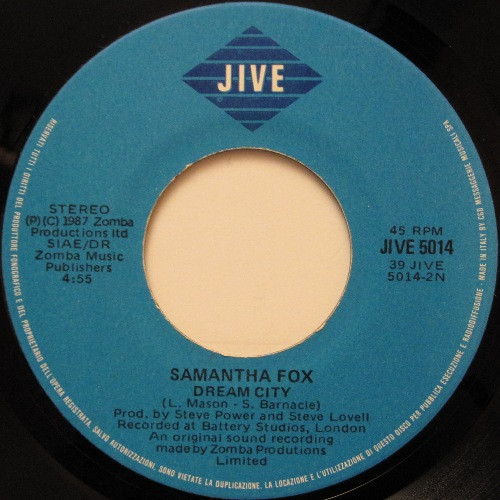 JIVE
STEREO
(P)(C) 1987 Zomba
Productions ltd
SIAE/DR
Zomba Music
Publishers
4:55
45 RPM
JIVE 5014
39 JIVE
5014-2N
SAMANTHA FOX
DREAM CITY
(L. Mason - S. Barnacle)
Prod. by Steve Power and Steve Lovell
Recorded at Battery Studios, London
An original sound recording
made by Zomba Produtions
Limited
RISERVATI TUTTI I DIRITTI DEL PRODUTTORE FONOGRAFICO E DEL PROPRIETARIO DELL'OPERA REGISTRATA. SALVO AUTORIZZAZIONE, SONO VIETATE LA DUPLICAZIONE, LA LOCAZIONE E L'UTILIZZAZIONE DI QUESTO DISCO PER PUBBLICA ESECUZIONE E RADIODIFFUSIONE - MADE IN ITALY BY CGD MESSAGGERIE MUSICALI SPA